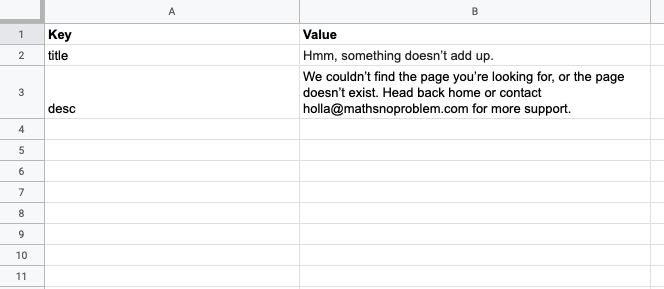 A B
1 Key Value
2 title Hmm, something doesn’t add up.
We couldn’t find the page you’re looking for, or the page
3 doesn’t exist. Head back home or contact
desc holla@mathsnoproblem.com for more support.
4
5
6
7
8
9
10
11